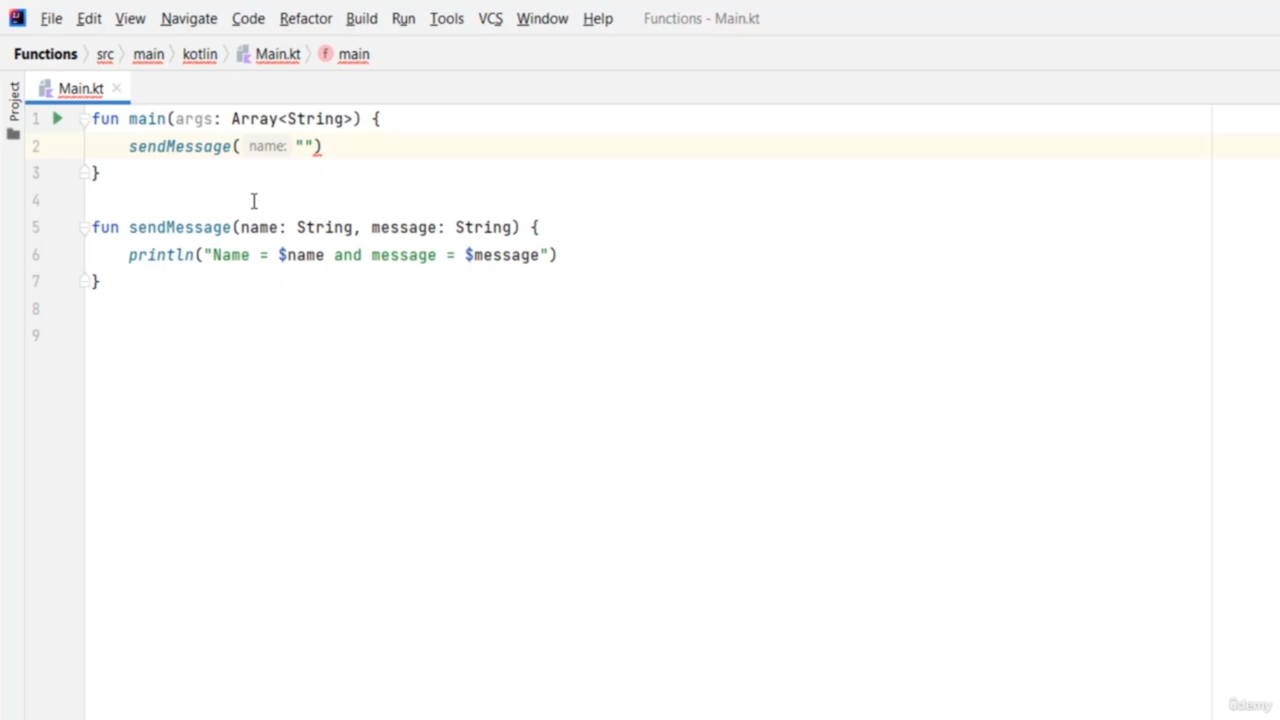 File Edit View Navigate Code Refactor Build Run Tools VCS Window Help Functions - Main.kt
Functions src main kotlin Main.kt main
Project
Main.kt
1 fun main(args: Array<String>) {
2 sendMessage( name: "")
3 }
4
5 fun sendMessage(name: String, message: String) {
6 println("Name = $name and message = $message")
7 }
8
9
ûdemy